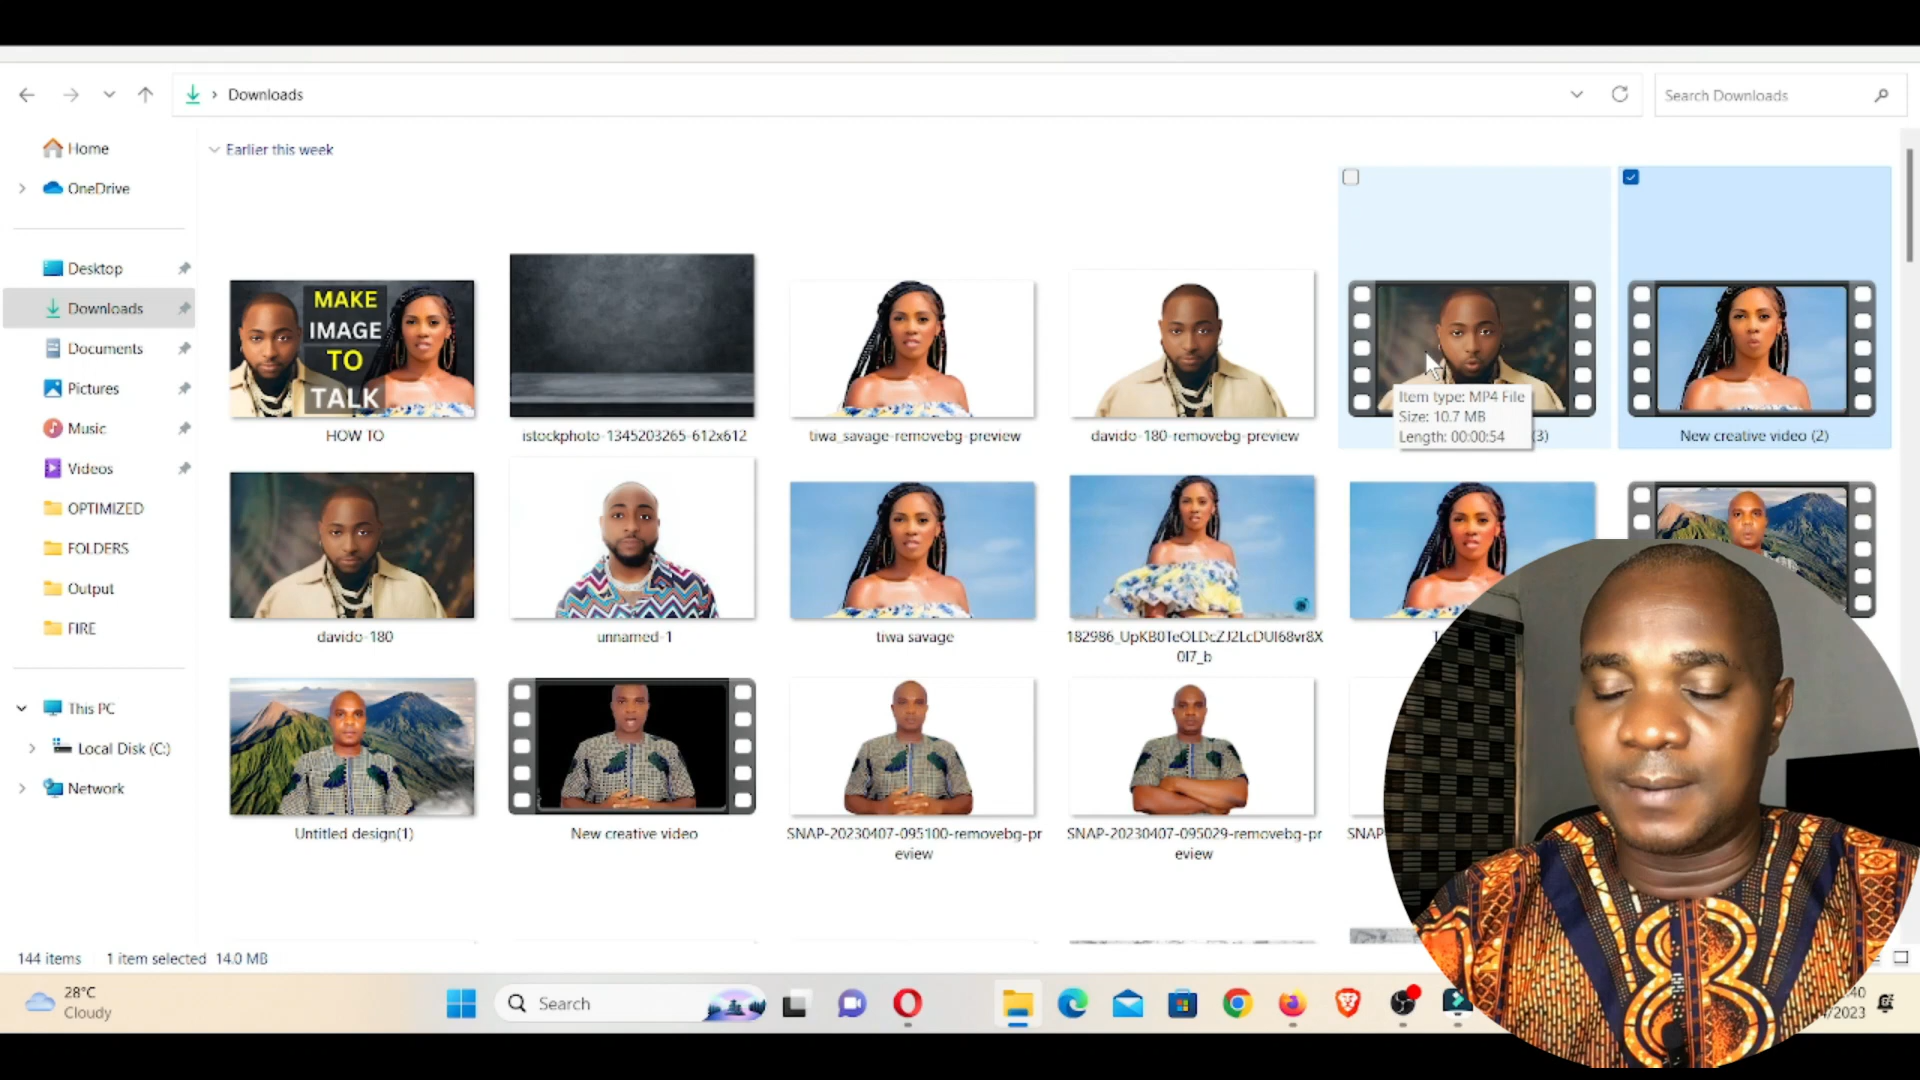 Downloads
Search Downloads
Home
OneDrive
Desktop
Downloads
Documents
Pictures
Music
Videos
OPTIMIZED
FOLDERS
Output
FIRE
This PC
Local Disk (C:)
Network
Earlier this week
MAKE
IMAGE
TO
TALK
HOW TO
istockphoto-1345203265-612x612
tiwa_savage-removebg-preview
davido-180-removebg-preview
Item type: MP4 File
Size: 10.7 MB
Length: 00:00:54
(3)
New creative video (2)
davido-180
unnamed-1
tiwa savage
Untitled design(1)
New creative video
SNAP-20230407-095100-removebg-pr
eview
SNAP-20230407-095029-removebg-pr
eview
SNAP
144 items
1 item selected
14.0 MB
28°C
Cloudy
Search